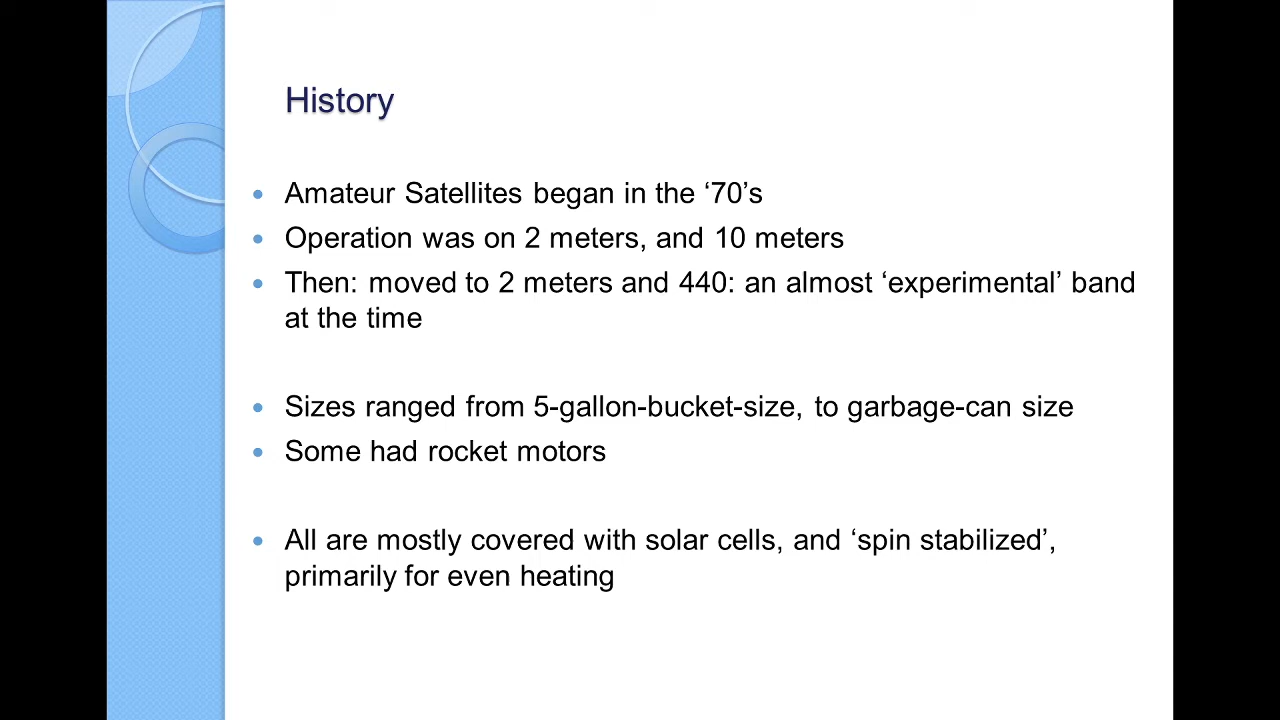 History
Amateur Satellites began in the ‘70’s
Operation was on 2 meters, and 10 meters
Then: moved to 2 meters and 440: an almost ‘experimental’ band
at the time
Sizes ranged from 5-gallon-bucket-size, to garbage-can size
Some had rocket motors
All are mostly covered with solar cells, and ‘spin stabilized’,
primarily for even heating